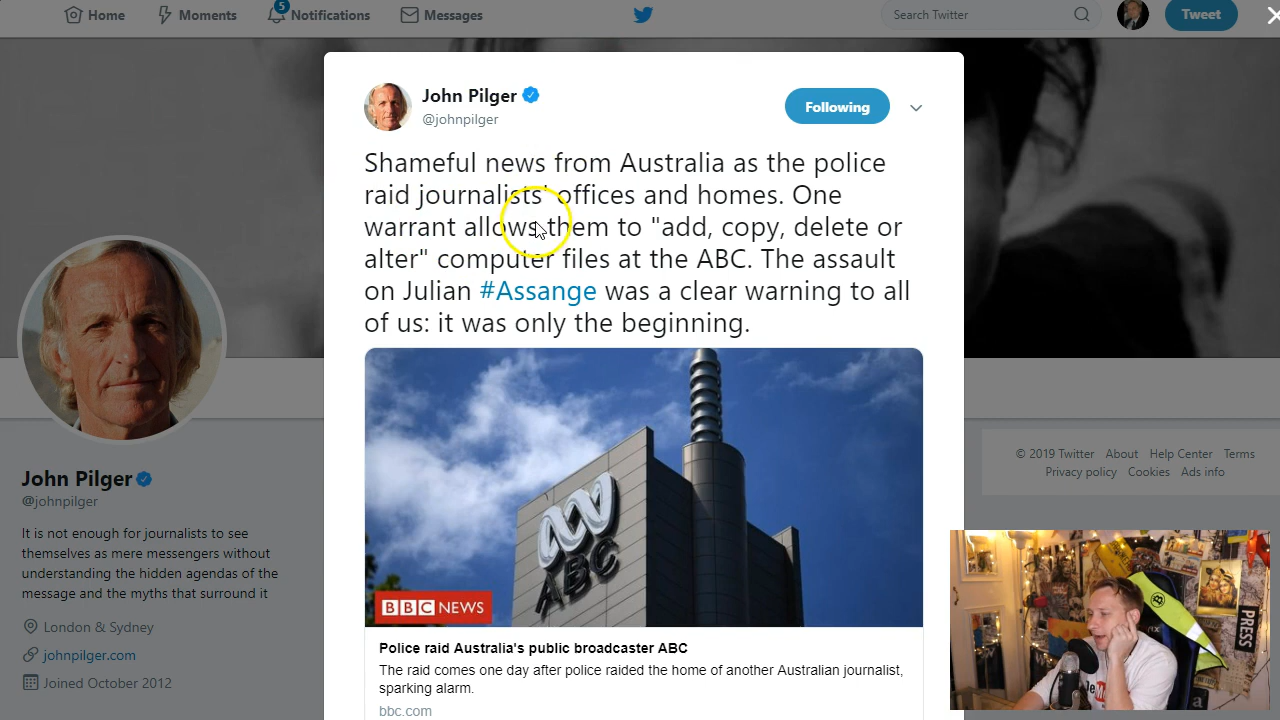 Home
Moments
5
Notifications
Messages
Search Twitter
Tweet
John Pilger
@johnpilger
Following
Shameful news from Australia as the police
raid journalists' offices and homes. One
warrant allows them to "add, copy, delete or
alter" computer files at the ABC. The assault
on Julian #Assange was a clear warning to all
of us: it was only the beginning.
ABC
BBC NEWS
Police raid Australia's public broadcaster ABC
The raid comes one day after police raided the home of another Australian journalist,
sparking alarm.
bbc.com
John Pilger
@johnpilger
It is not enough for journalists to see
themselves as mere messengers without
understanding the hidden agendas of the
message and the myths that surround it
London & Sydney
johnpilger.com
Joined October 2012
© 2019 Twitter About Help Center Terms
Privacy policy Cookies Ads info
PRESS